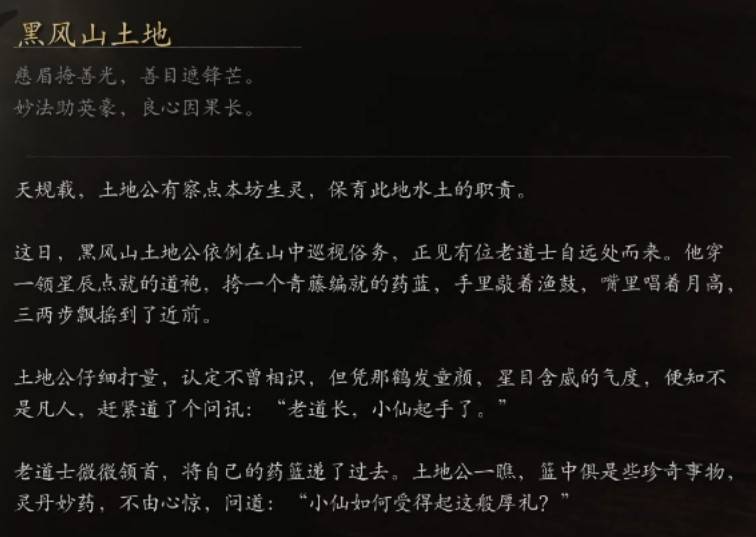 黑风山土地
慈眉掩善光，善目遮锋芒。
妙法助英豪，良心因果长。
天规载，土地公有察点本坊生灵，保育此地水土的职责。
这日，黑风山土地公依例在山中巡视俗务，正见有位老道士自远处而来。他穿
一领星辰点就的道袍，挎一个青藤编就的药蓝，手里敲着渔鼓，嘴里唱着月高，
三两步飘摇到了近前。
土地公仔细打量，认定不曾相识，但凭那鹤发童颜，星目含威的气度，便知不
是凡人，赶紧道了个问讯：“老道长，小仙起手了。”
老道士微微颔首，将自己的药篮递了过去。土地公一瞧，篮中俱是些珍奇事物，
灵丹妙药，不由心惊，问道：“小仙如何受得起这般厚礼？”